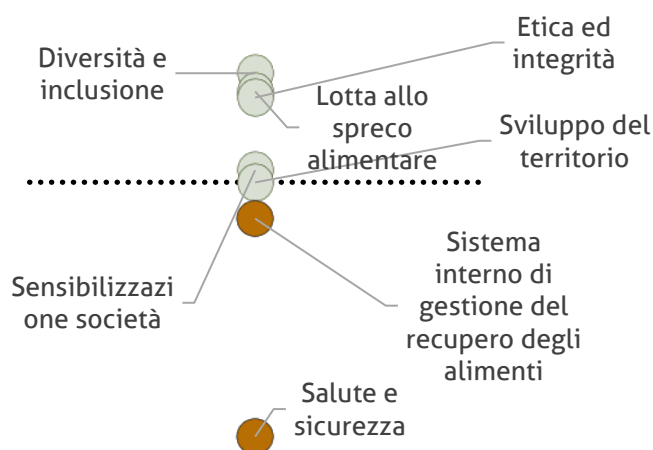 Etica ed
integrità
Diversità e
inclusione
Lotta allo
spreco
alimentare
Sviluppo del
territorio
Sistema
interno di
gestione del
recupero degli
alimenti
Sensibilizzazi
one società
Salute e
sicurezza